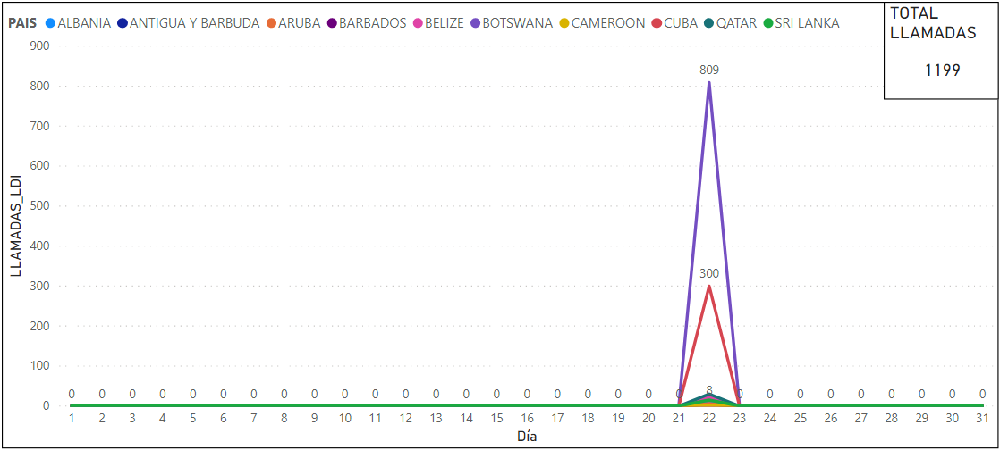 PAIS ALBANIA ANTIGUA Y BARBUDA ARUBA BARBADOS BELIZE BOTSWANA CAMEROON CUBA QATAR SRI LANKA
TOTAL
LLAMADAS
1199
900
800
700
600
500
400
300
200
100
0
LLAMADAS_LDI
809
300
8
0 0 0 0 0 0 0 0 0 0 0 0 0 0 0 0 0 0 0 0 0 0 0 0 0 0 0 0 0 0
1 2 3 4 5 6 7 8 9 10 11 12 13 14 15 16 17 18 19 20 21 22 23 24 25 26 27 28 29 30 31
Día